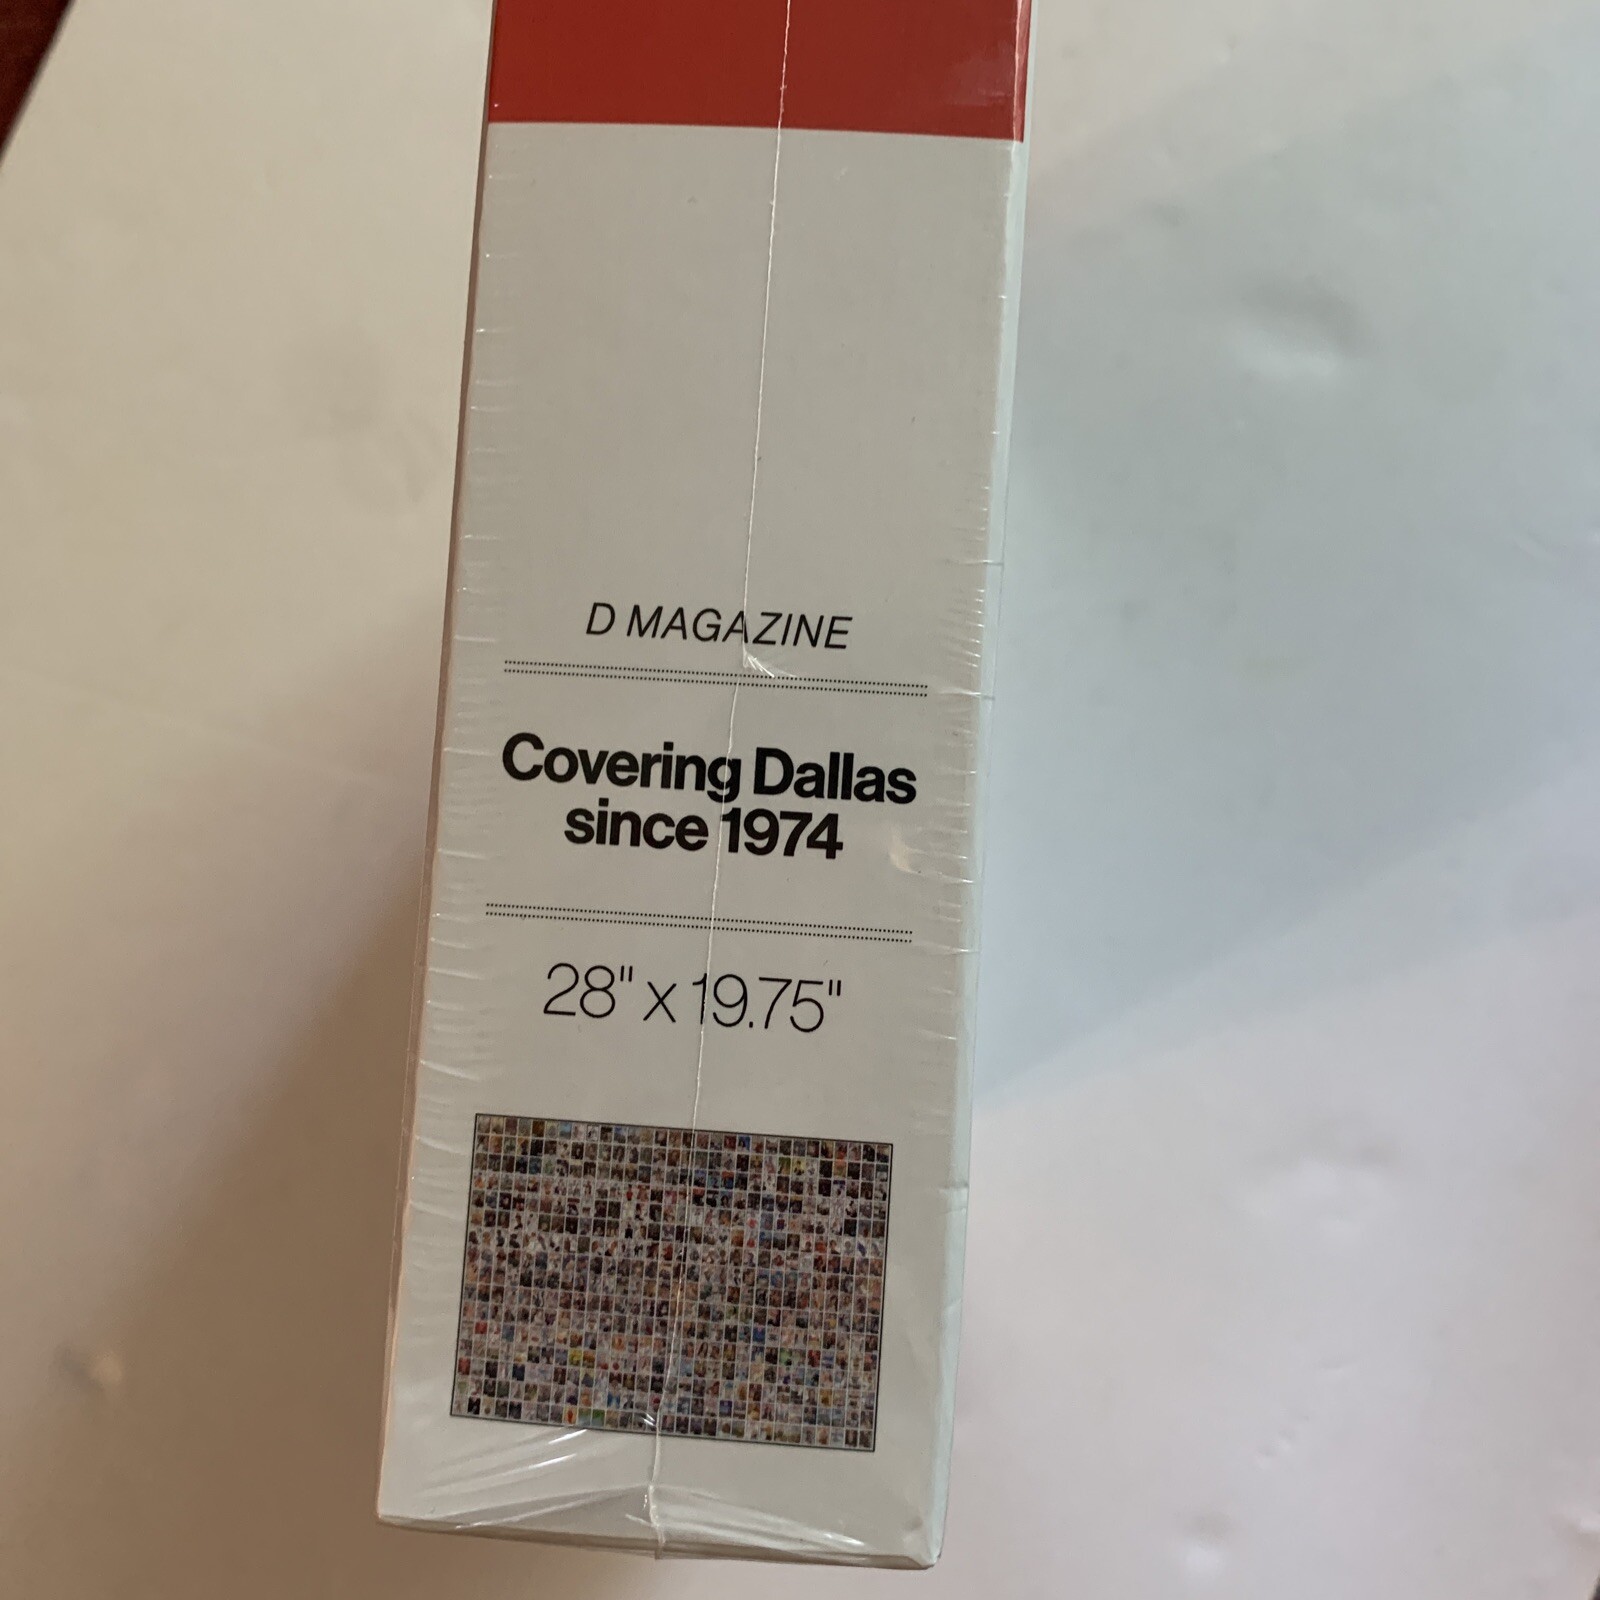 D MAGAZINE
Covering Dallas
since 1974
28" x 19.75"